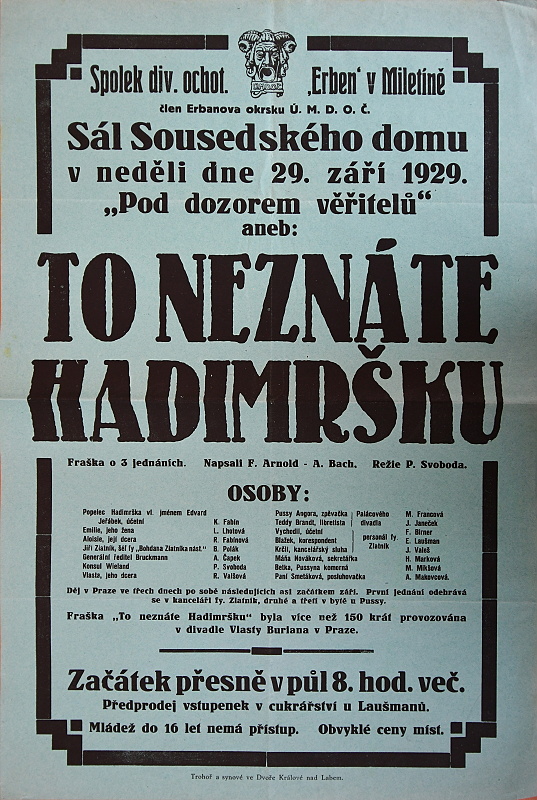 Spolek div. ochot. ‚Erben‘ v Miletíně
člen Erbanova okrsku Ú. M. D. O. Č.
Sál Sousedského domu
v neděli dne 29. září 1929.
„Pod dozorem věřitelů“
aneb:
TO NEZNÁTE
HADIMRŠKU
Fraška o 3 jednáních. Napsali F. Arnold - A. Bach. Režie P. Svoboda.
OSOBY:
Popelec Hadimrška vl. jménem Edvard
Jeřábek, účetní K. Fabin
Emilie, jeho žena L. Lhotová
Aloisie, její dcera R. Fabinová
Jiří Zlatník, šéf fy „Bohdana Zlatníka nást.“ B. Polák
Generální ředitel Bruckmann A. Čapek
Konsul Wieland P. Svoboda
Vlasta, jeho dcera R. Vaišová
Pussy Angora, zpěvačka Palácového M. Francová
Teddy Brandt, libretista divadla J. Janeček
Vychodil, účetní F. Birner
Blažek, korespondent personál fy. E. Laušman
Krčil, kancelářský sluha Zlatník J. Valeš
Máňa Nováková, sekretářka H. Marková
Betka, Pussyna komorná M. Mikšová
Paní Smetáková, posluhovačka A. Makovcová.
Děj v Praze ve třech dnech po sobě následujících asi začátkem září. První jednání odehrává
se v kanceláři fy. Zlatník, druhé a třetí v bytě u Pussy.
Fraška „To neznáte Hadimršku“ byla více než 150 krát provozována
v divadle Vlasty Buriana v Praze.
Začátek přesně v půl 8. hod. več.
Předprodej vstupenek v cukrářství u Laušmanů.
Mládež do 16 let nemá přístup. Obvyklé ceny míst.
Trohoř a synové ve Dvoře Králové nad Labem.